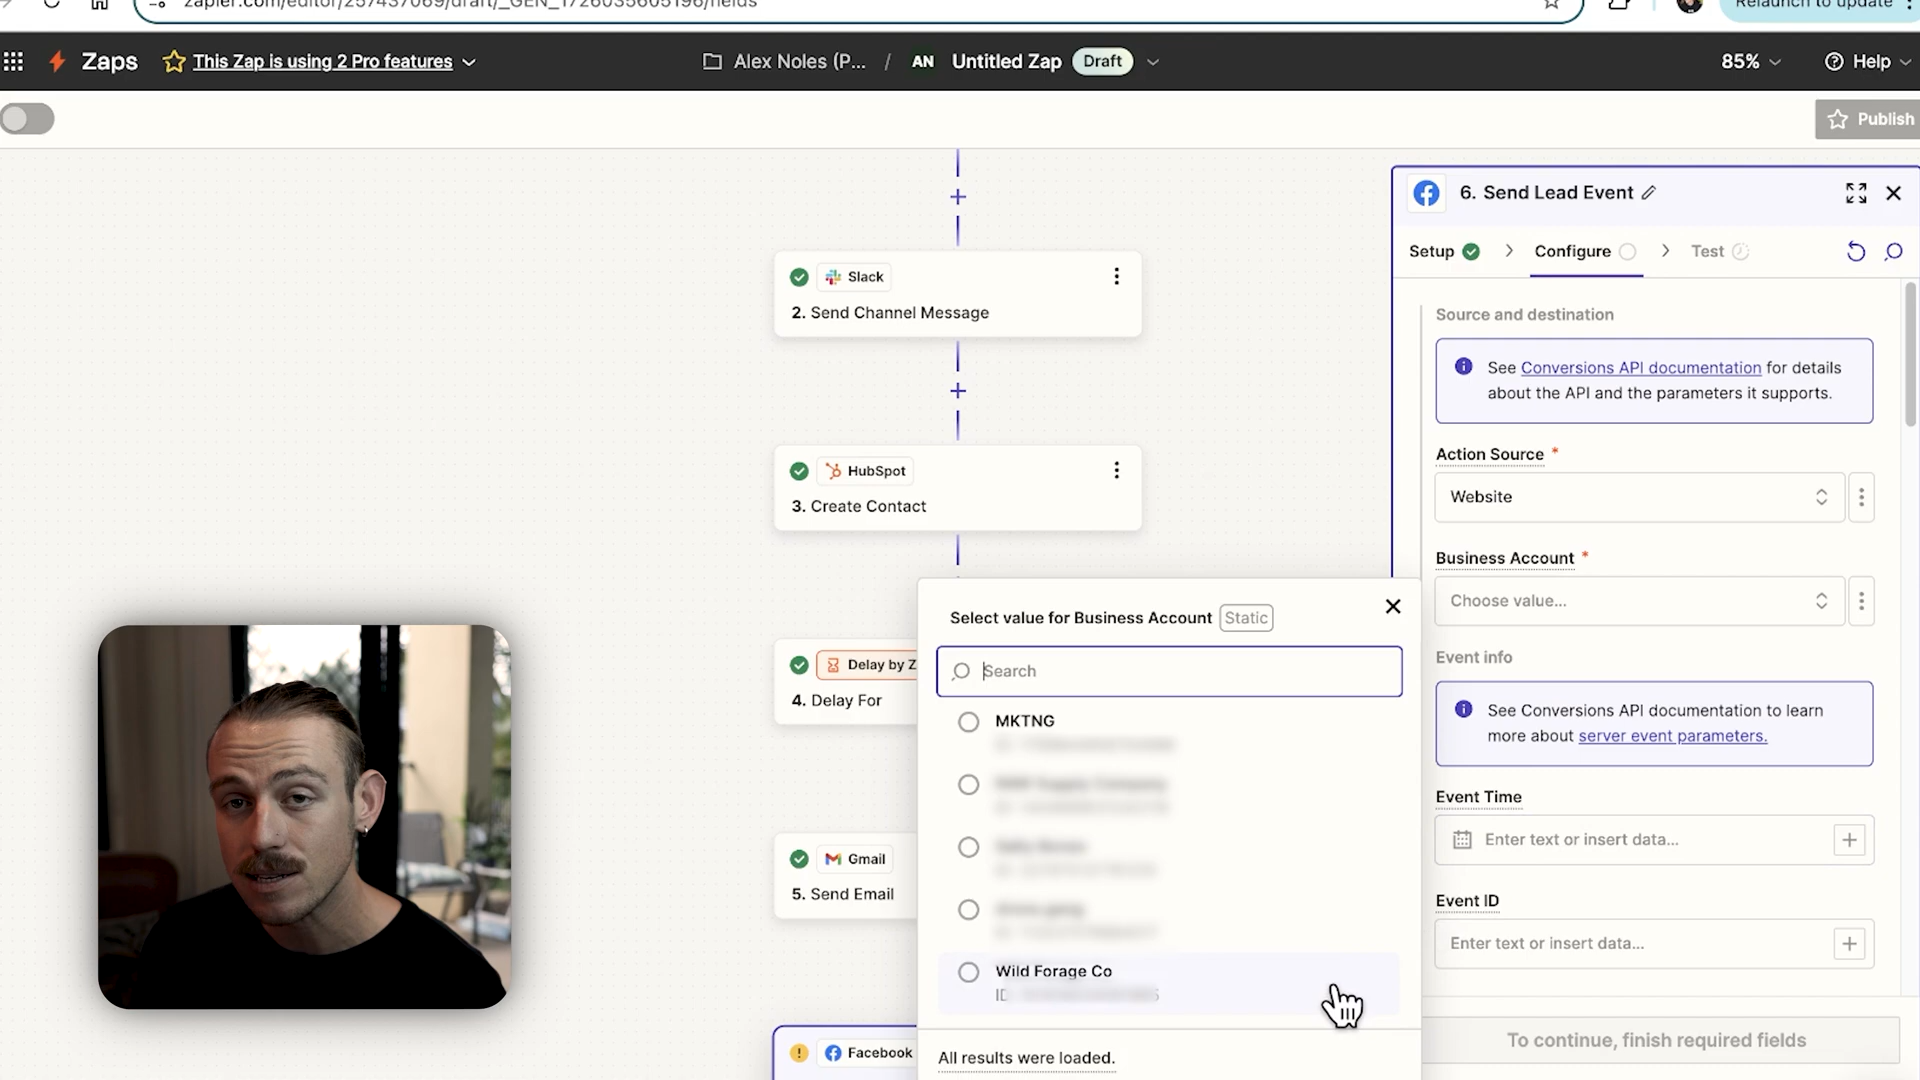 zapier.com/editor/257437069/draft/_GEN_1726035605196/fields
Relaunch to update
Zaps
This Zap is using 2 Pro features
Alex Noles (P... / AN Untitled Zap Draft
85%
Help
Publish
Slack
2. Send Channel Message
HubSpot
3. Create Contact
Delay by Z
4. Delay For
Gmail
5. Send Email
Facebook
Select value for Business Account Static
Search
MKTNG
Wild Forage Co
ID
All results were loaded.
6. Send Lead Event
Setup
Configure
Test
Source and destination
See Conversions API documentation for details
about the API and the parameters it supports.
Action Source *
Website
Business Account *
Choose value...
Event info
See Conversions API documentation to learn
more about server event parameters.
Event Time
Enter text or insert data...
Event ID
Enter text or insert data...
To continue, finish required fields